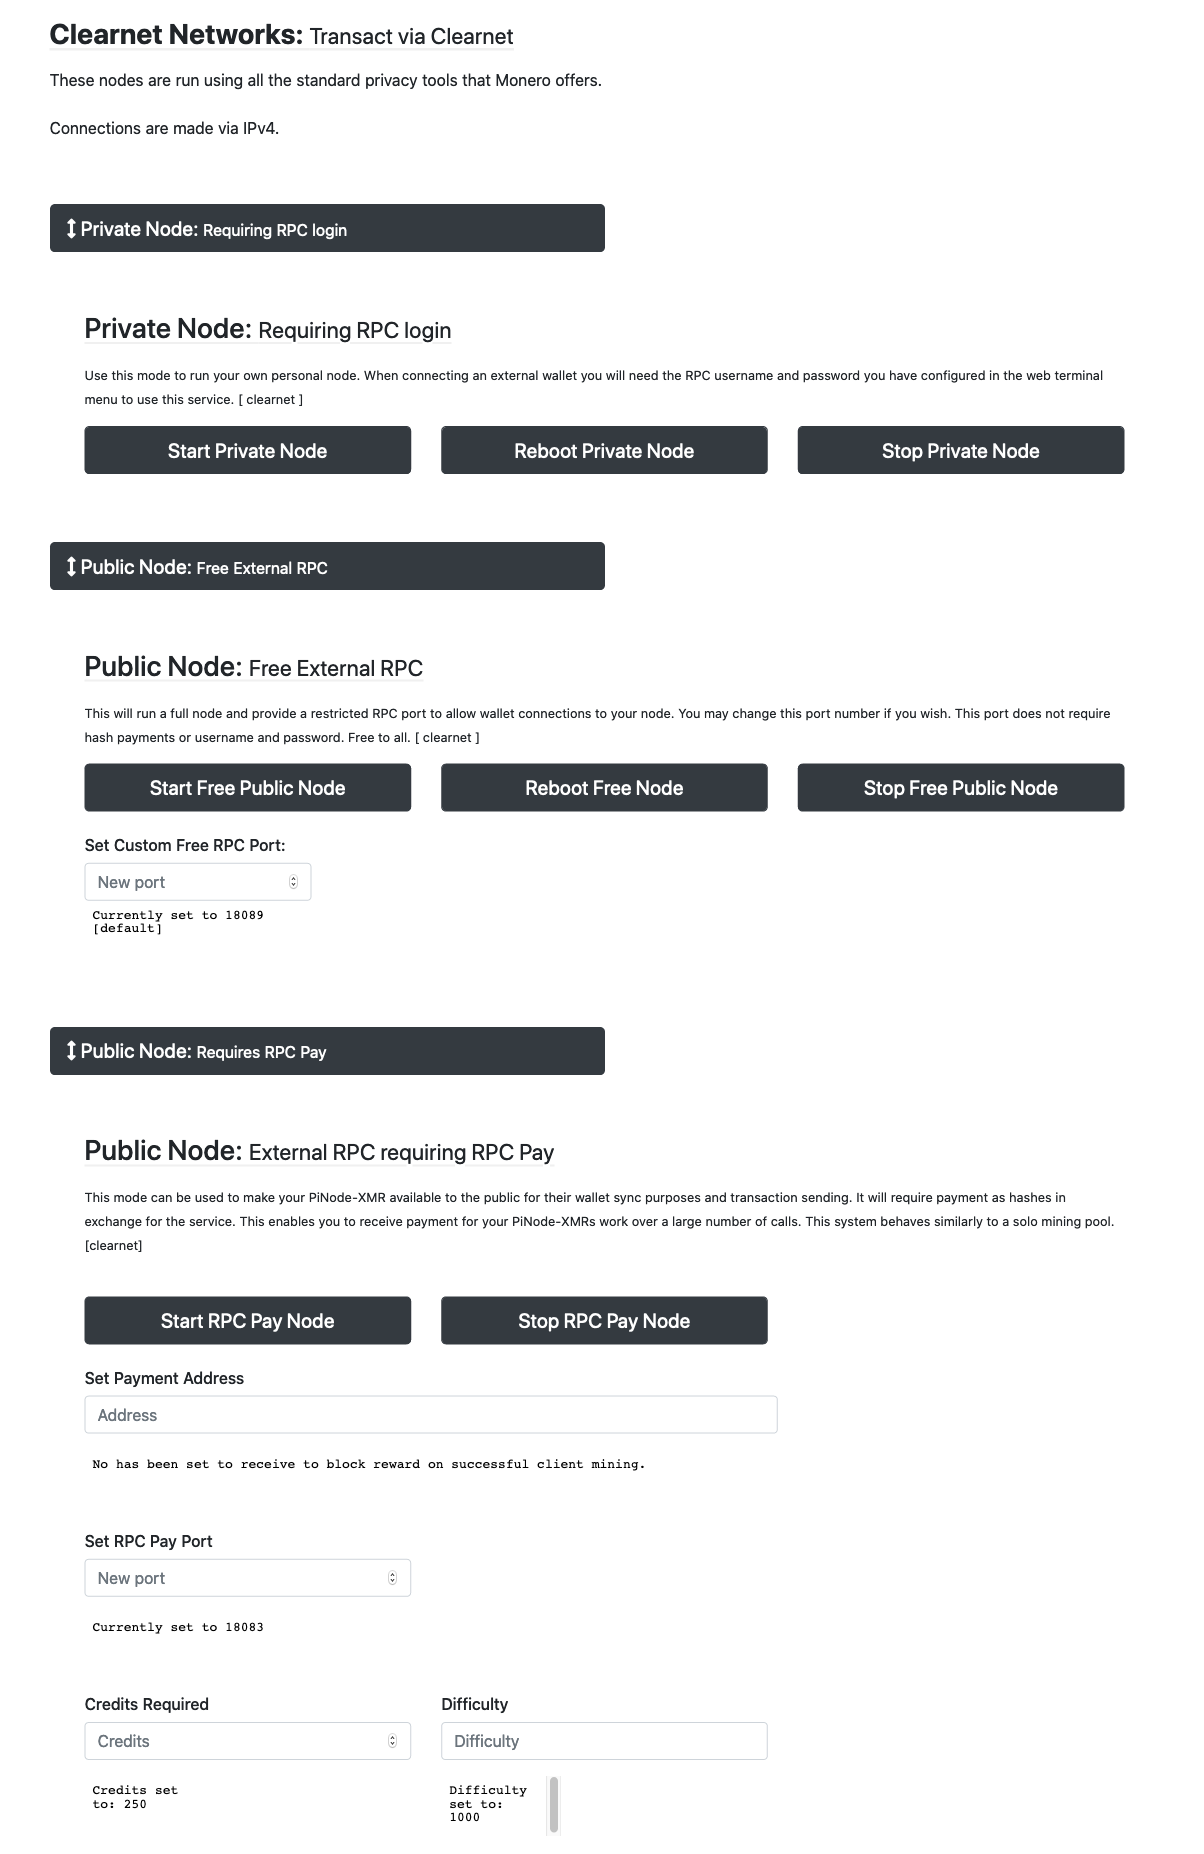 Clearnet Networks: Transact via Clearnet
These nodes are run using all the standard privacy tools that Monero offers.
Connections are made via IPv4.
Private Node: Requiring RPC login
Private Node: Requiring RPC login
Use this mode to run your own personal node. When connecting an external wallet you will need the RPC username and password you have configured in the web terminal
menu to use this service. [ clearnet ]
Start Private Node Reboot Private Node Stop Private Node
Public Node: Free External RPC
Public Node: Free External RPC
This will run a full node and provide a restricted RPC port to allow wallet connections to your node. You may change this port number if you wish. This port does not require
hash payments or username and password. Free to all. [ clearnet ]
Start Free Public Node Reboot Free Node Stop Free Public Node
Set Custom Free RPC Port:
New port
Currently set to 18089
[default]
Public Node: Requires RPC Pay
Public Node: External RPC requiring RPC Pay
This mode can be used to make your PiNode-XMR available to the public for their wallet sync purposes and transaction sending. It will require payment as hashes in
exchange for the service. This enables you to receive payment for your PiNode-XMRs work over a large number of calls. This system behaves similarly to a solo mining pool.
[clearnet]
Start RPC Pay Node Stop RPC Pay Node
Set Payment Address
Address
No has been set to receive to block reward on successful client mining.
Set RPC Pay Port
New port
Currently set to 18083
Credits Required Difficulty
Credits Difficulty
Credits set Difficulty
to: 250 set to:
1000